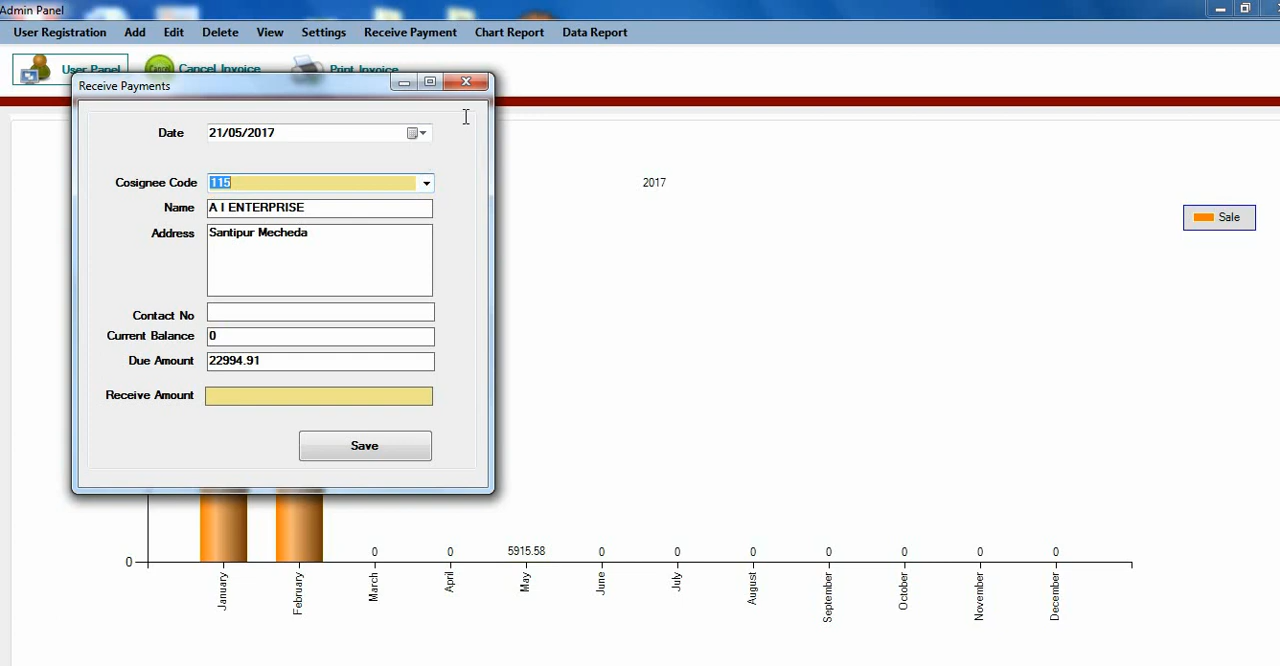 Admin Panel
User Registration Add Edit Delete View Settings Receive Payment Chart Report Data Report
User Panel Cancel Invoice Print Invoice
Receive Payments
Date 21/05/2017
Cosignee Code 115
Name A I ENTERPRISE
Address Santipur Mecheda
Contact No
Current Balance 0
Due Amount 22994.91
Receive Amount
Save
2017
Sale
0 0 5915.58 0 0 0 0 0 0 0
0
January February March April May June July August September October November December